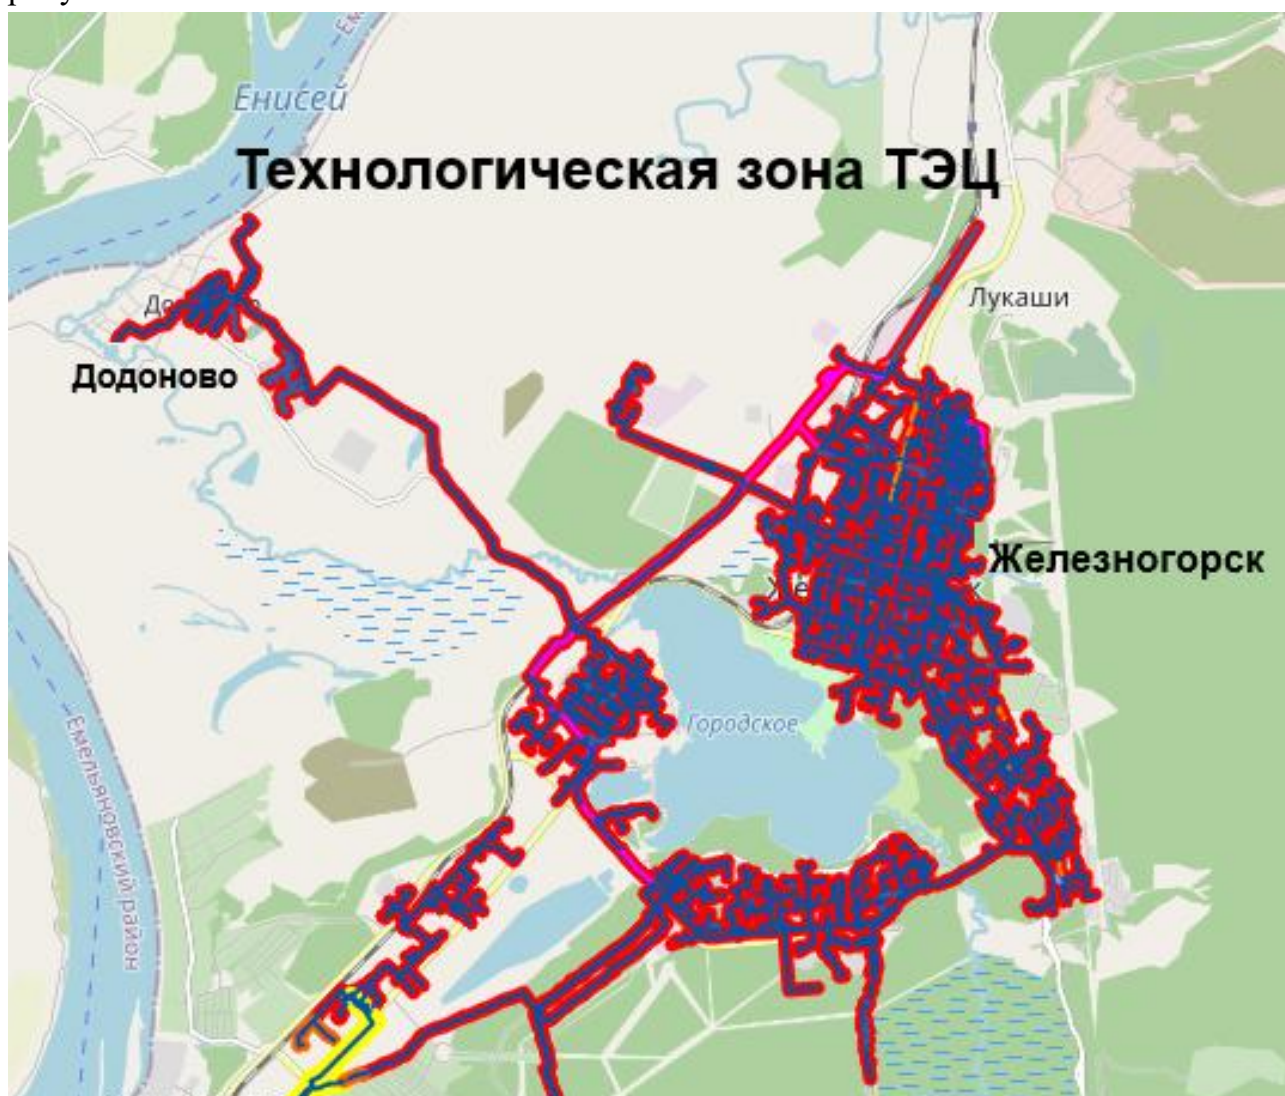 Енисей
Технологическая зона ТЭЦ
Лукаши
Додоново
Железногорск
Городское
Емельяновский район